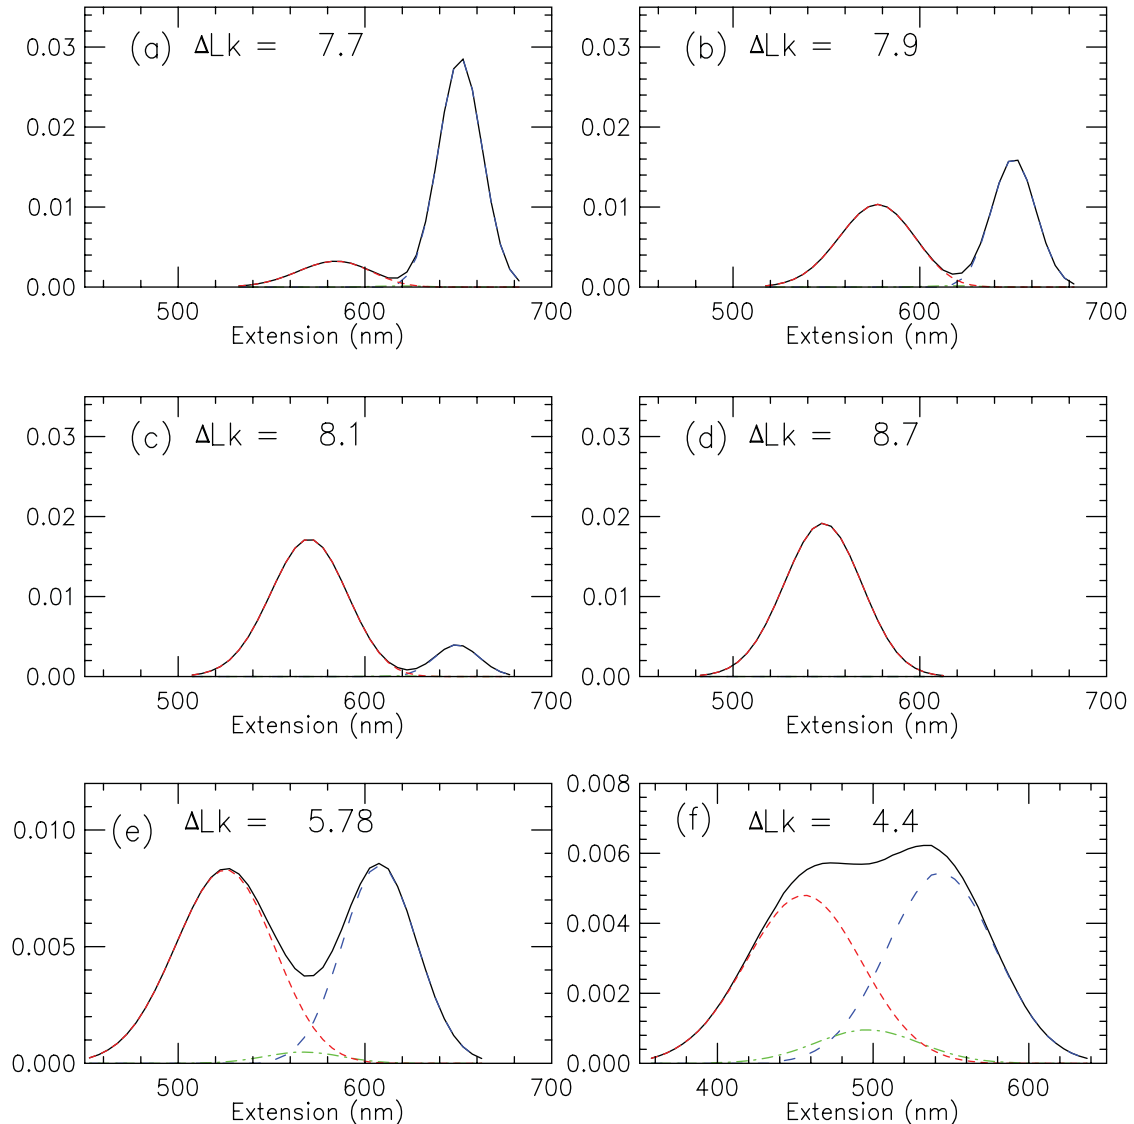 (a) ΔLk = 7.7
0.03
0.02
0.01
0.00
500 600 700
Extension (nm)
(b) ΔLk = 7.9
0.03
0.02
0.01
0.00
500 600 700
Extension (nm)
(c) ΔLk = 8.1
0.03
0.02
0.01
0.00
500 600 700
Extension (nm)
(d) ΔLk = 8.7
0.03
0.02
0.01
0.00
500 600 700
Extension (nm)
(e) ΔLk = 5.78
0.010
0.005
0.000
500 600 700
Extension (nm)
(f) ΔLk = 4.4
0.008
0.006
0.004
0.002
0.000
400 500 600
Extension (nm)